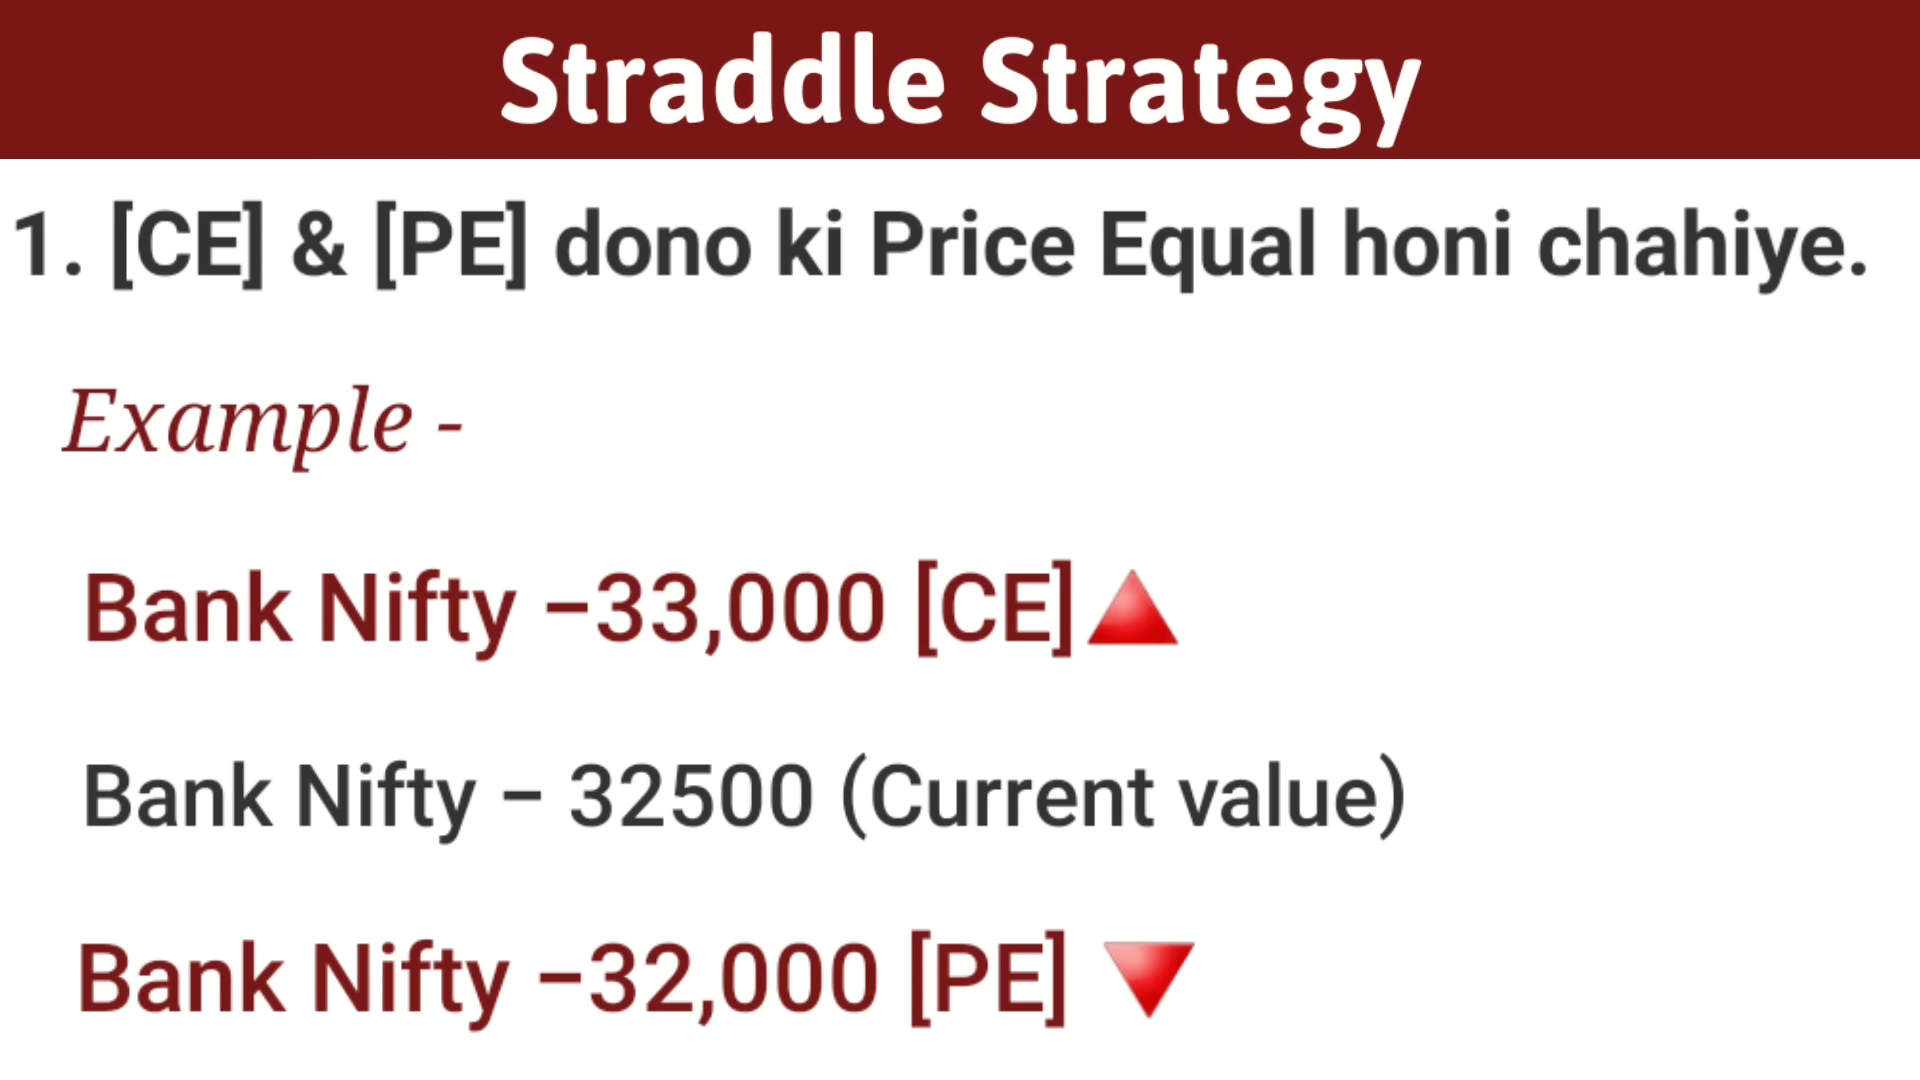 Straddle Strategy
1. [CE] & [PE] dono ki Price Equal honi chahiye.
Example -
Bank Nifty –33,000 [CE]🔺
Bank Nifty – 32500 (Current value)
Bank Nifty –32,000 [PE] 🔻